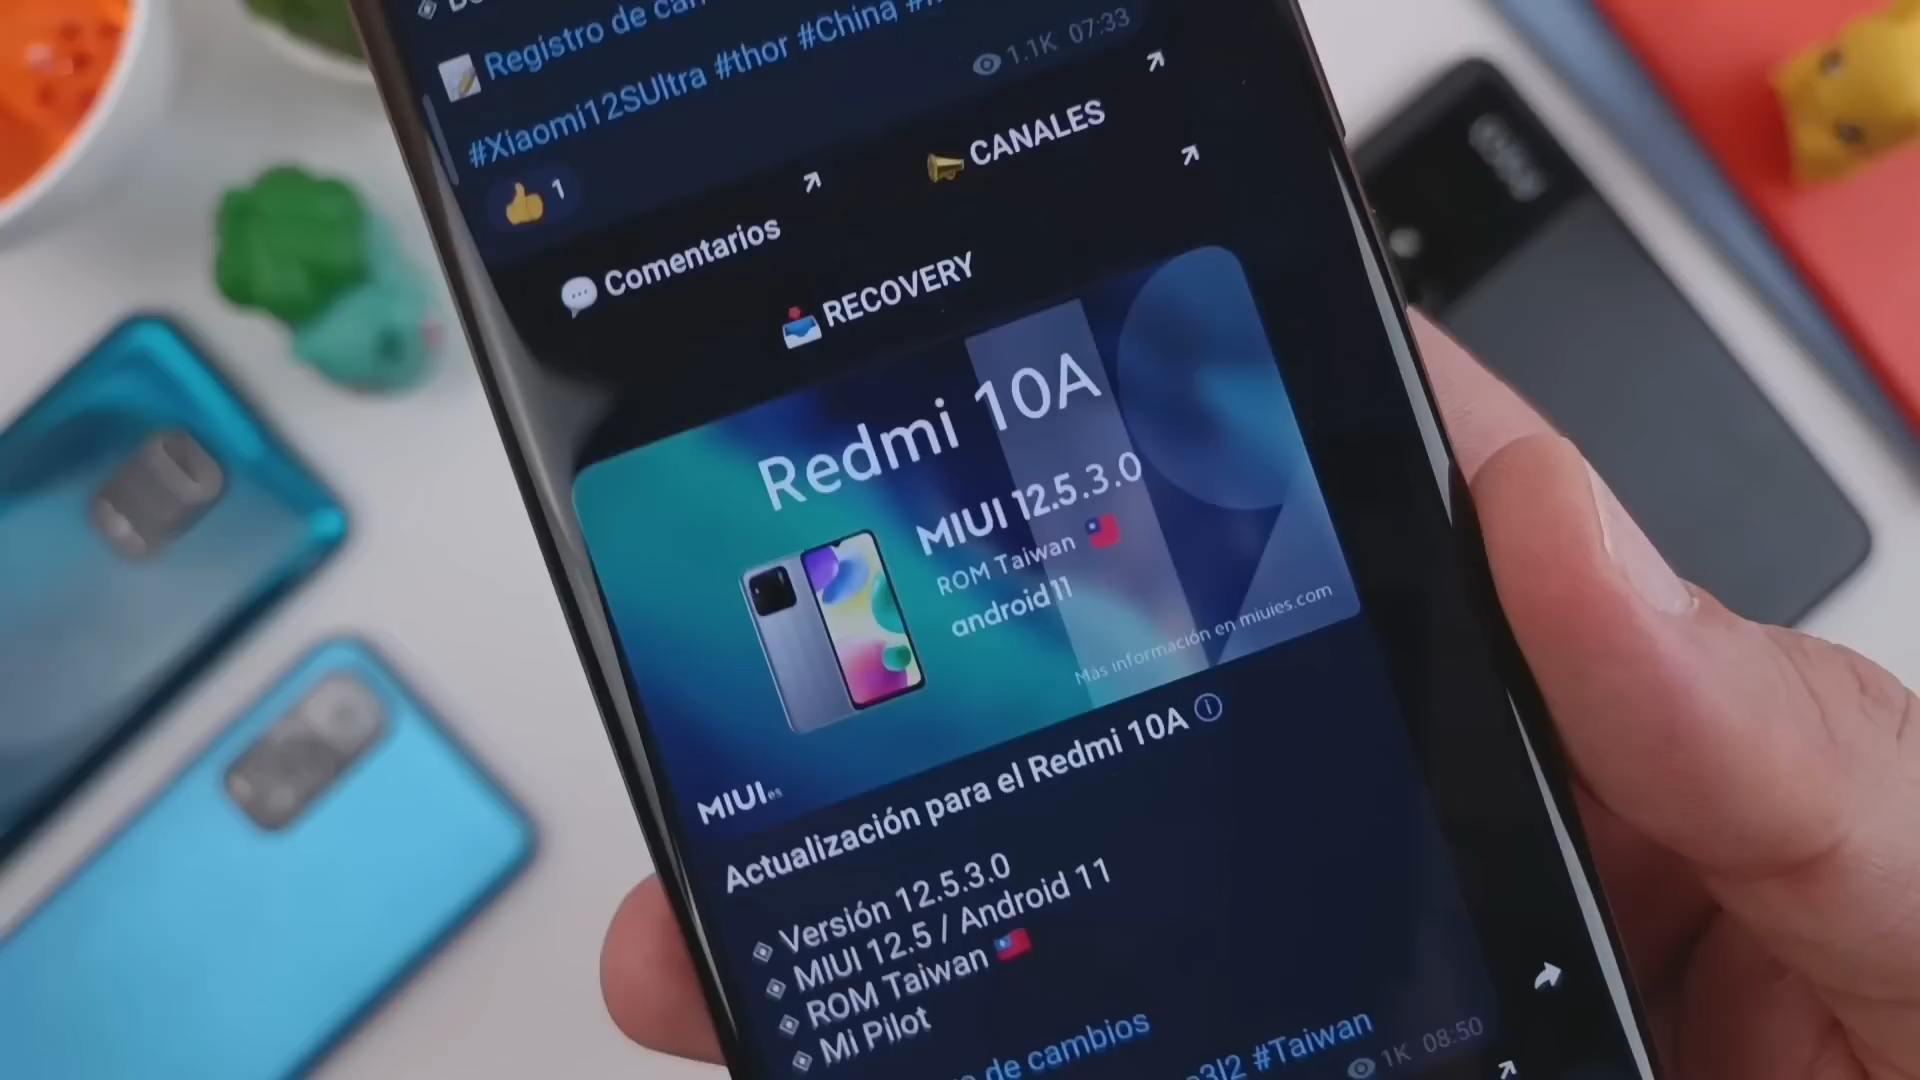 Registro de
#Xiaomi12SUltra #thor #China
1.1K 07:33
1
Comentarios
CANALES
RECOVERY
Redmi 10A
MIUI 12.5.3.0
ROM Taiwan
android 11
Más información en miuies.com
MIUI es
Actualización para el Redmi 10A
Versión 12.5.3.0
MIUI 12.5 / Android 11
ROM Taiwan
Mi Pilot
de cambios
#Taiwan
1K 08:50